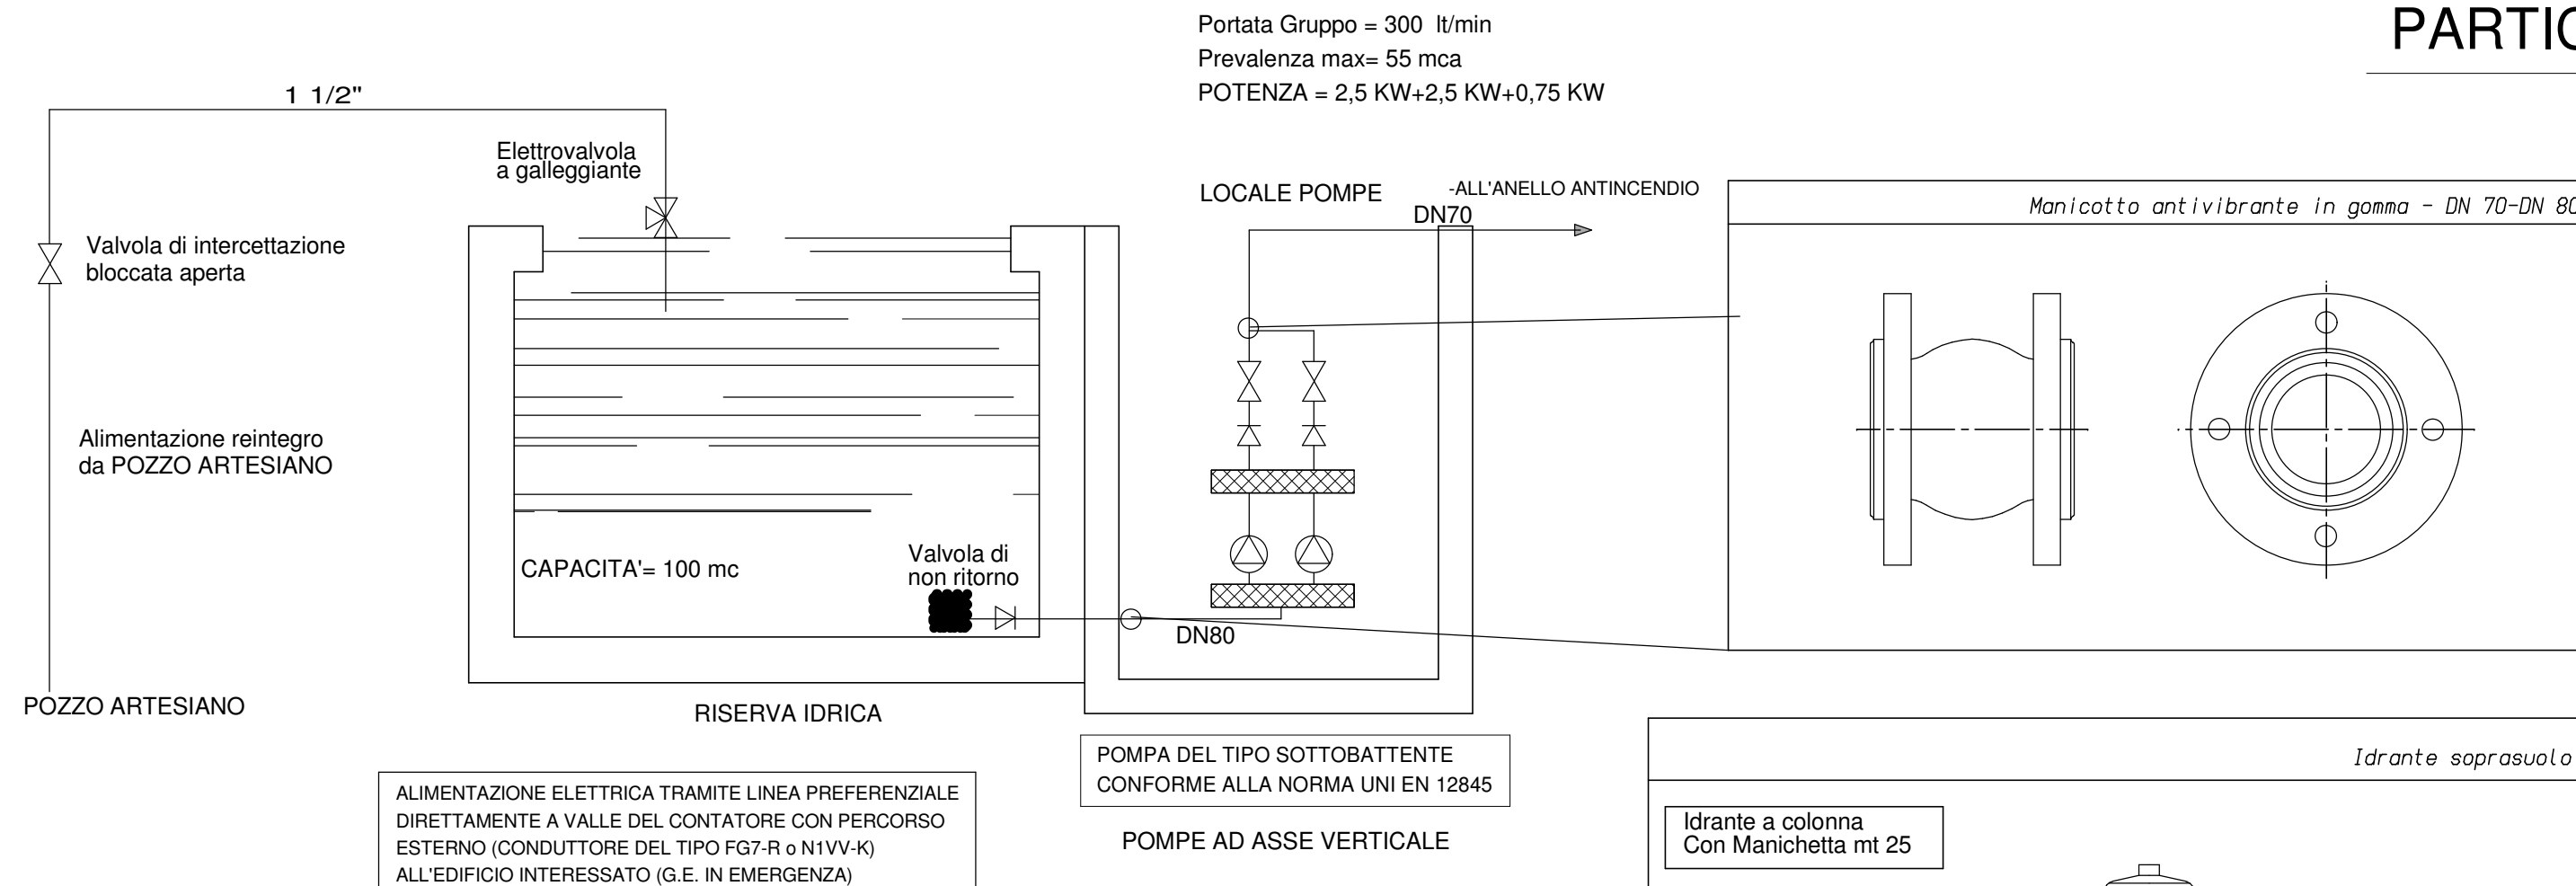 Portata Gruppo = 300 lt/min
Prevalenza max= 55 mca
POTENZA = 2,5 KW+2,5 KW+0,75 KW
1 1/2"
Elettrovalvola
a galleggiante
Valvola di intercettazione
bloccata aperta
Alimentazione reintegro
da POZZO ARTESIANO
POZZO ARTESIANO
CAPACITA'= 100 mc
Valvola di
non ritorno
RISERVA IDRICA
LOCALE POMPE
-ALL'ANELLO ANTINCENDIO
DN70
DN80
POMPA DEL TIPO SOTTOBATTENTE
CONFORME ALLA NORMA UNI EN 12845
POMPE AD ASSE VERTICALE
ALIMENTAZIONE ELETTRICA TRAMITE LINEA PREFERENZIALE
DIRETTAMENTE A VALLE DEL CONTATORE CON PERCORSO
ESTERNO (CONDUTTORE DEL TIPO FG7-R o N1VV-K)
ALL'EDIFICIO INTERESSATO (G.E. IN EMERGENZA)
Manicotto antivibrante in gomma - DN 70-DN 80
Idrante soprasuolo
Idrante a colonna
Con Manichetta mt 25